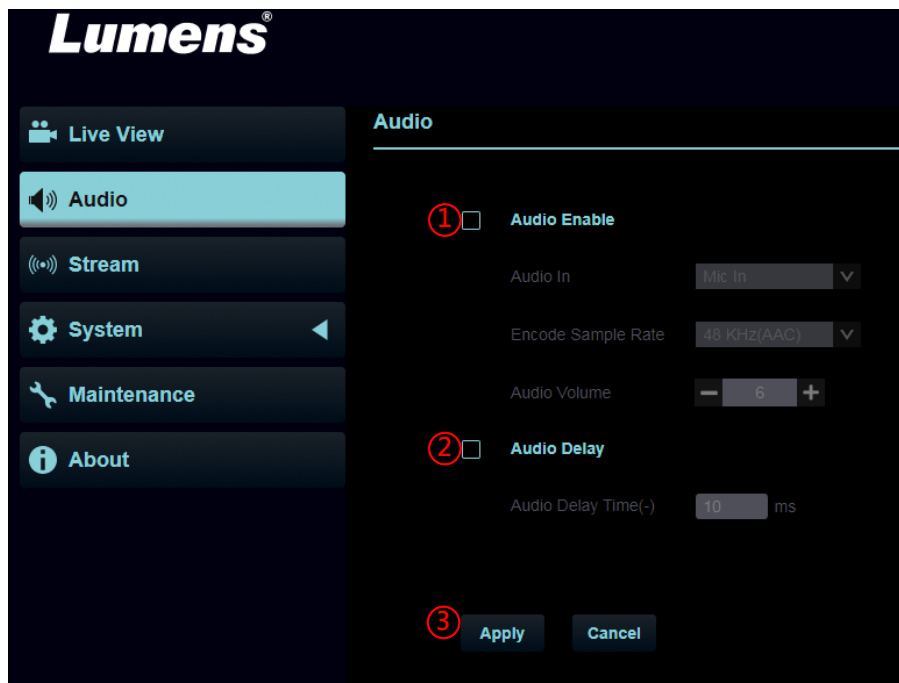 Lumens®
Live View
Audio
Stream
System
Maintenance
About
Audio
1 Audio Enable
Audio In Mic In
Encode Sample Rate 48 KHz(AAC)
Audio Volume 6
2 Audio Delay
Audio Delay Time(-) 10 ms
3 Apply Cancel